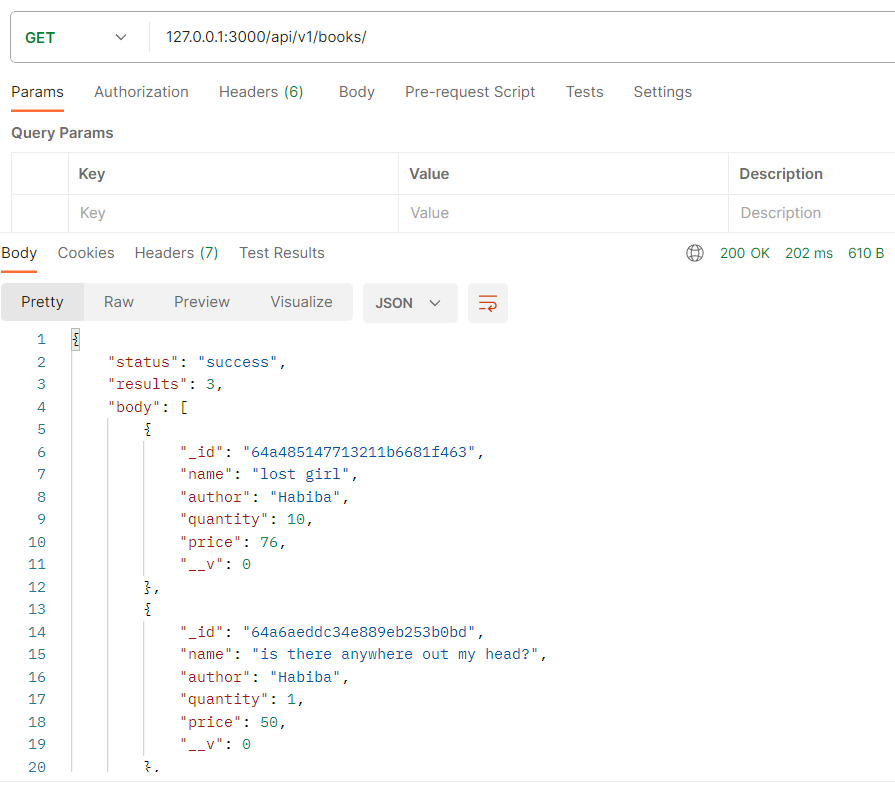 GET 127.0.0.1:3000/api/v1/books/
Params Authorization Headers (6) Body Pre-request Script Tests Settings
Query Params
Key Value Description
Key Value Description
Body Cookies Headers (7) Test Results 200 OK 202 ms 610 B
Pretty Raw Preview Visualize JSON
1 {
2 "status": "success",
3 "results": 3,
4 "body": [
5 {
6 "_id": "64a485147713211b6681f463",
7 "name": "lost girl",
8 "author": "Habiba",
9 "quantity": 10,
10 "price": 76,
11 "__v": 0
12 },
13 {
14 "_id": "64a6aeddc34e889eb253b0bd",
15 "name": "is there anywhere out my head?",
16 "author": "Habiba",
17 "quantity": 1,
18 "price": 50,
19 "__v": 0
20 },